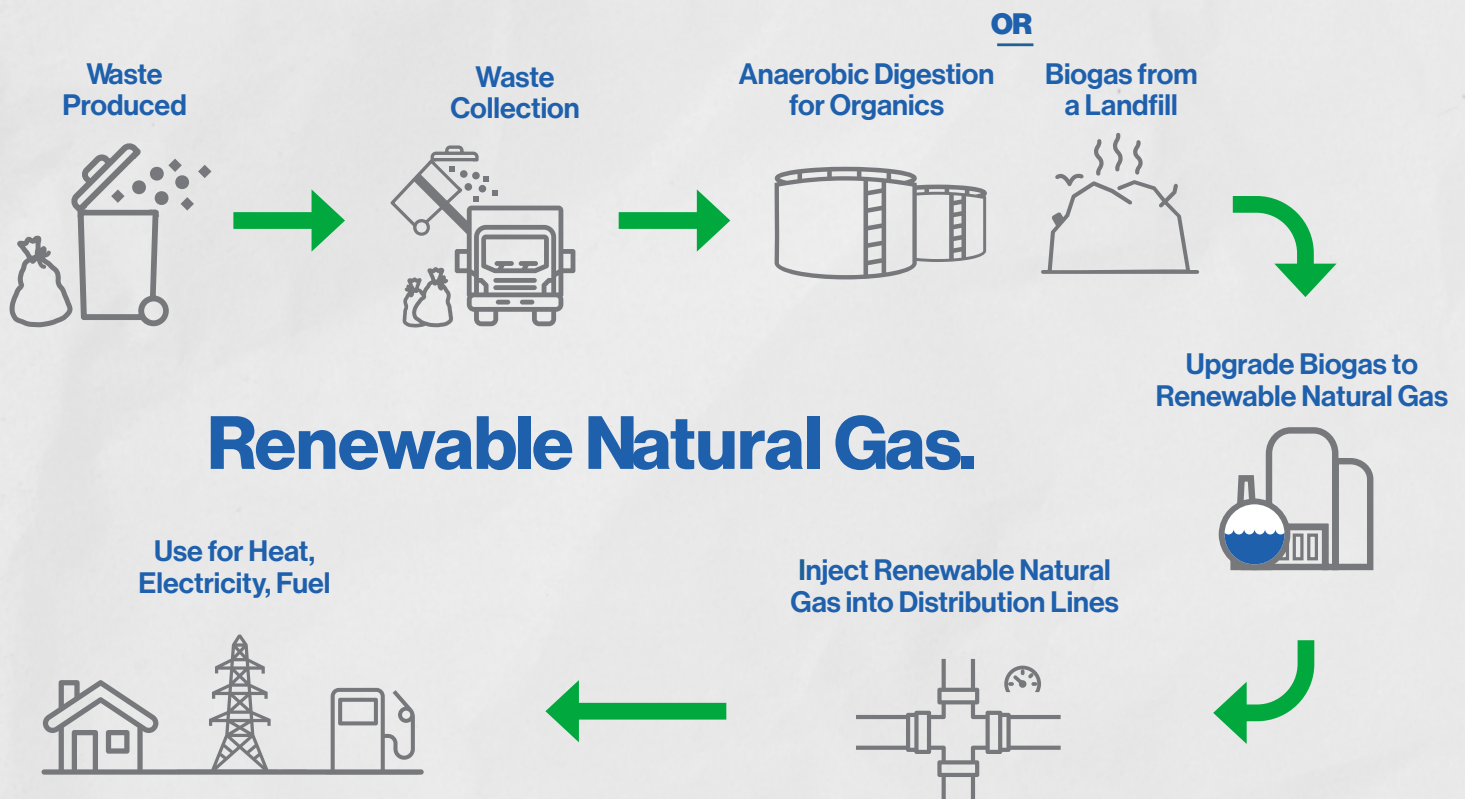 OR
Waste
Produced
Waste
Collection
Anaerobic Digestion
for Organics
Biogas from
a Landfill
Upgrade Biogas to
Renewable Natural Gas
Renewable Natural Gas.
Use for Heat,
Electricity, Fuel
Inject Renewable Natural
Gas into Distribution Lines